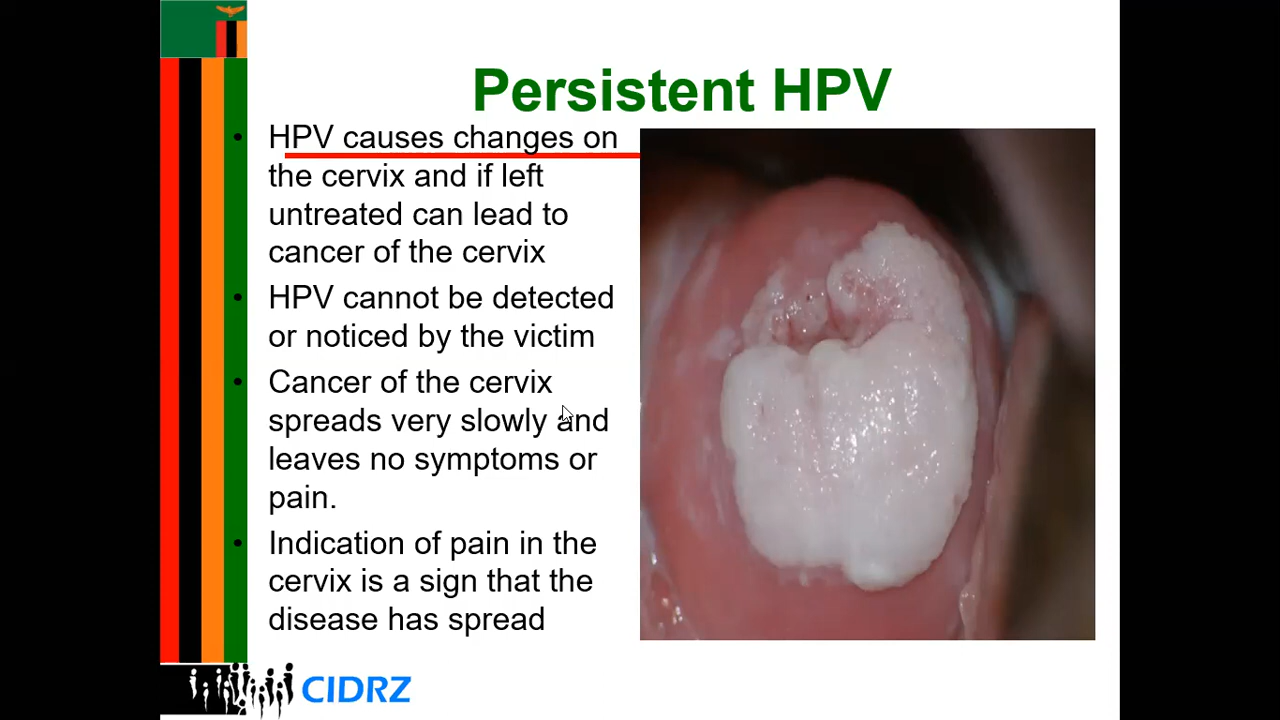 Persistent HPV
• HPV causes changes on
the cervix and if left
untreated can lead to
cancer of the cervix
• HPV cannot be detected
or noticed by the victim
• Cancer of the cervix
spreads very slowly and
leaves no symptoms or
pain.
• Indication of pain in the
cervix is a sign that the
disease has spread
CIDRZ